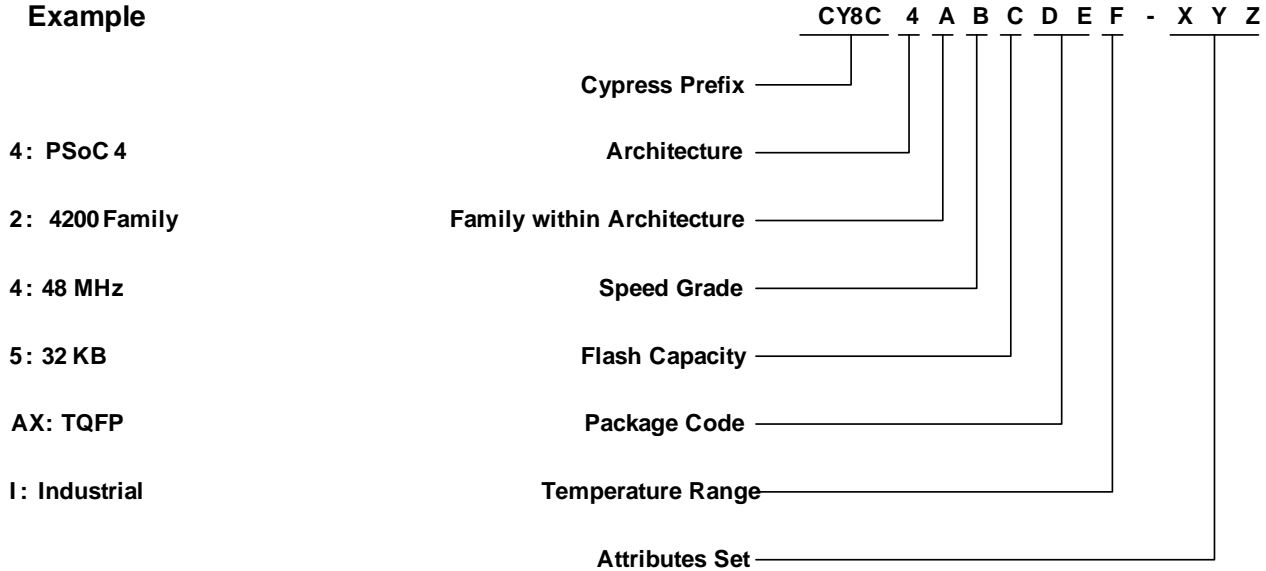 Example CY8C 4 A B C D E F - X Y Z
Cypress Prefix
4: PSoC 4 Architecture
2: 4200 Family Family within Architecture
4: 48 MHz Speed Grade
5: 32 KB Flash Capacity
AX: TQFP Package Code
I: Industrial Temperature Range
Attributes Set